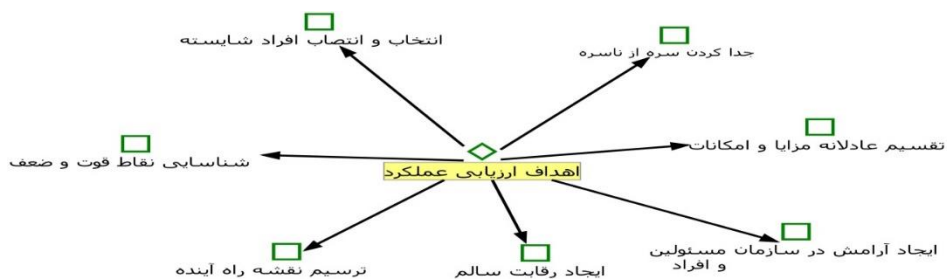 انتخاب و انتصاب افراد شایسته
جدا کردن سره از ناسره
تقسیم عادلانه مزایا و امکانات
شناسایی نقاط قوت و ضعف
اهداف ارزیابی عملکرد
ایجاد آرامش در سازمان مسئولین
و افراد
ایجاد رقابت سالم
ترسیم نقشه راه آینده